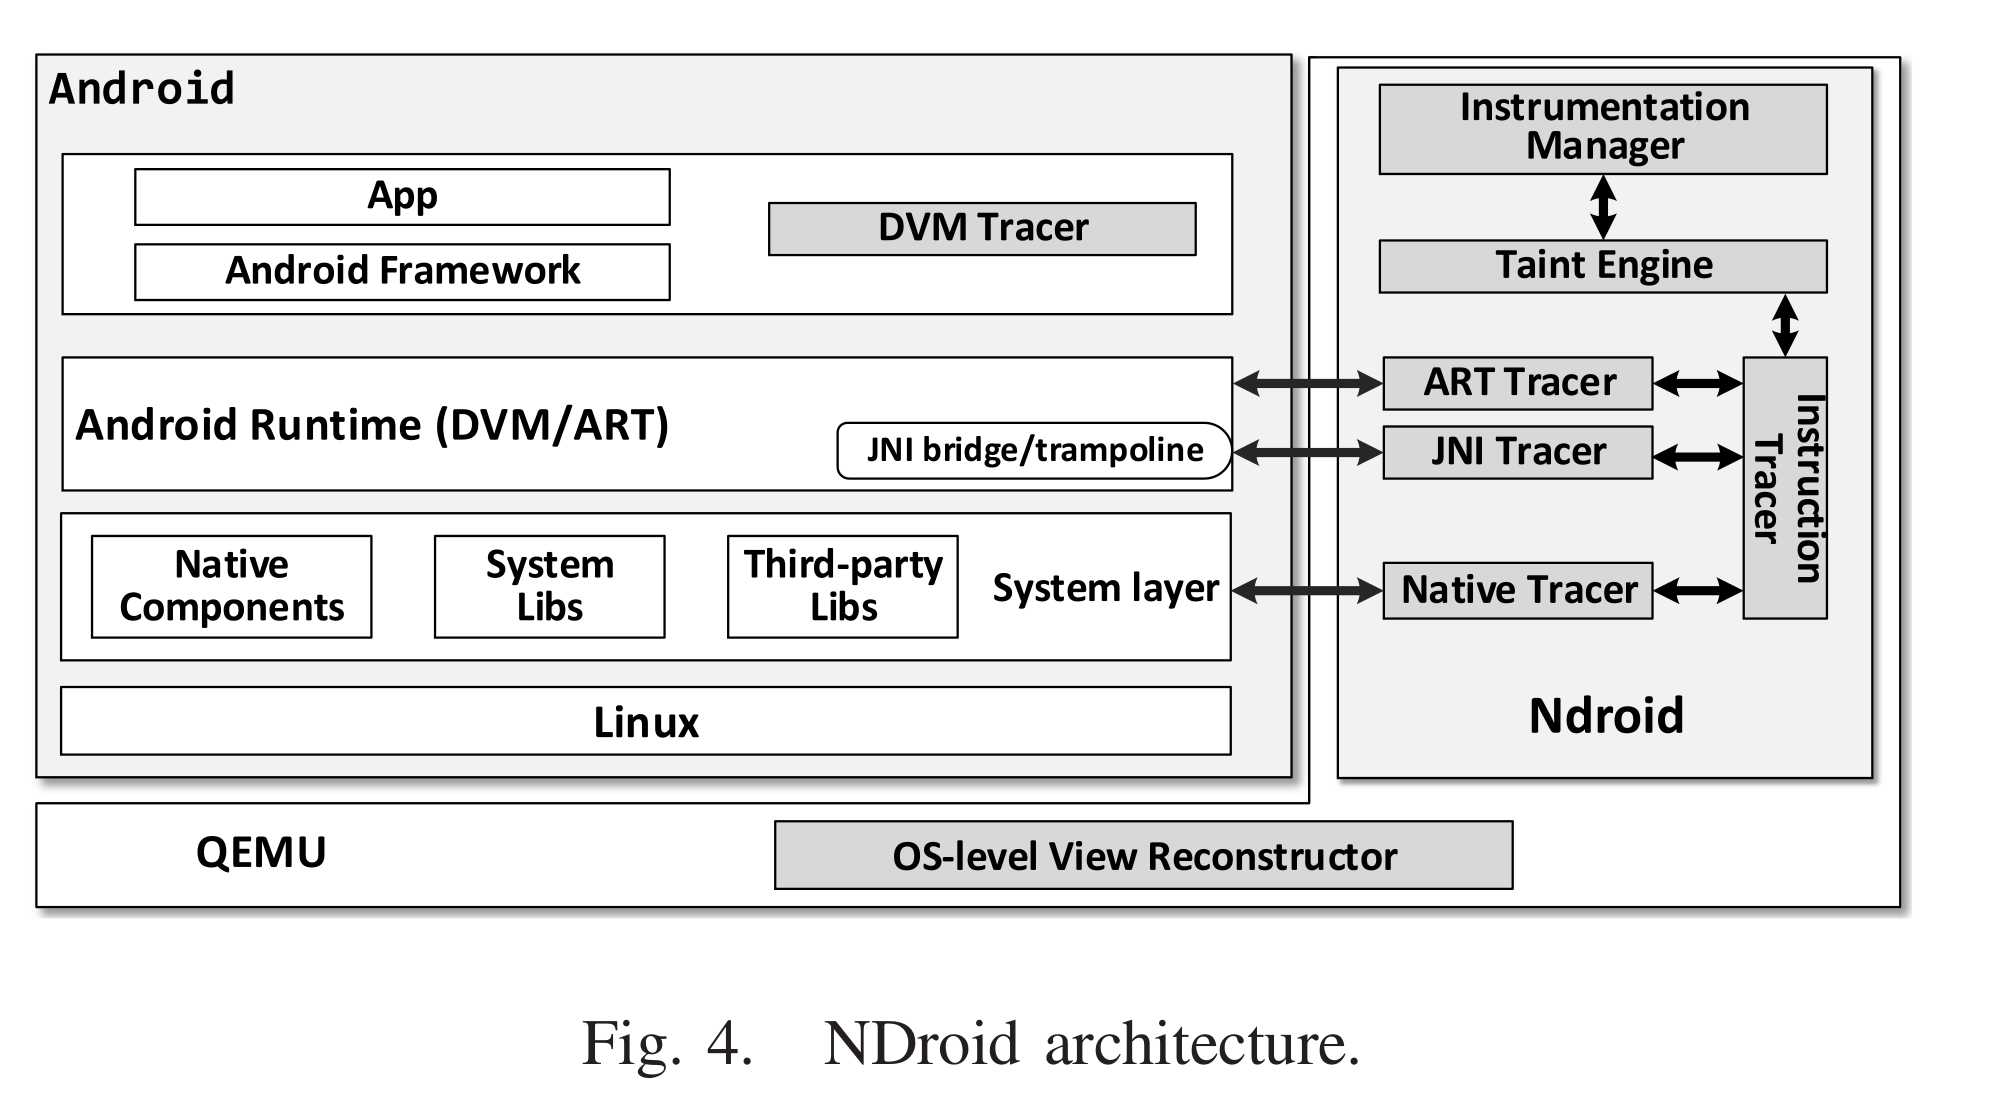 Android
App
Android Framework
DVM Tracer
Android Runtime (DVM/ART)
JNI bridge/trampoline
Native
Components
System
Libs
Third-party
Libs
System layer
Linux
Instrumentation
Manager
Taint Engine
ART Tracer
JNI Tracer
Native Tracer
Instruction
Tracer
Ndroid
QEMU
OS-level View Reconstructor
Fig. 4. NDroid architecture.